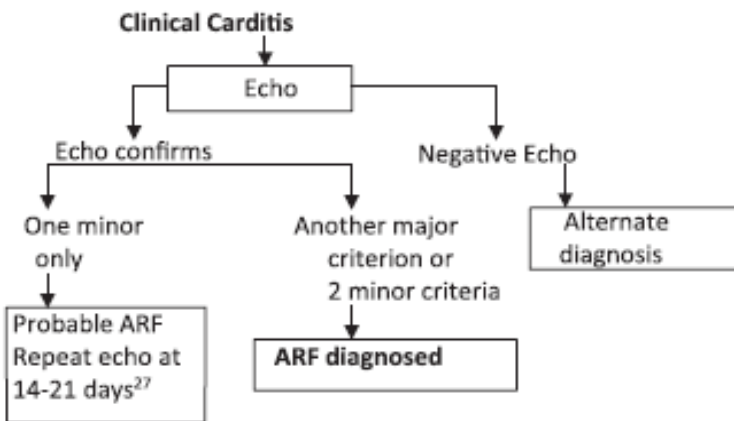 Clinical Carditis
Echo
Echo confirms
Negative Echo
One minor
only
Another major
criterion or
2 minor criteria
Alternate
diagnosis
Probable ARF
Repeat echo at
14-21 days²⁷
ARF diagnosed